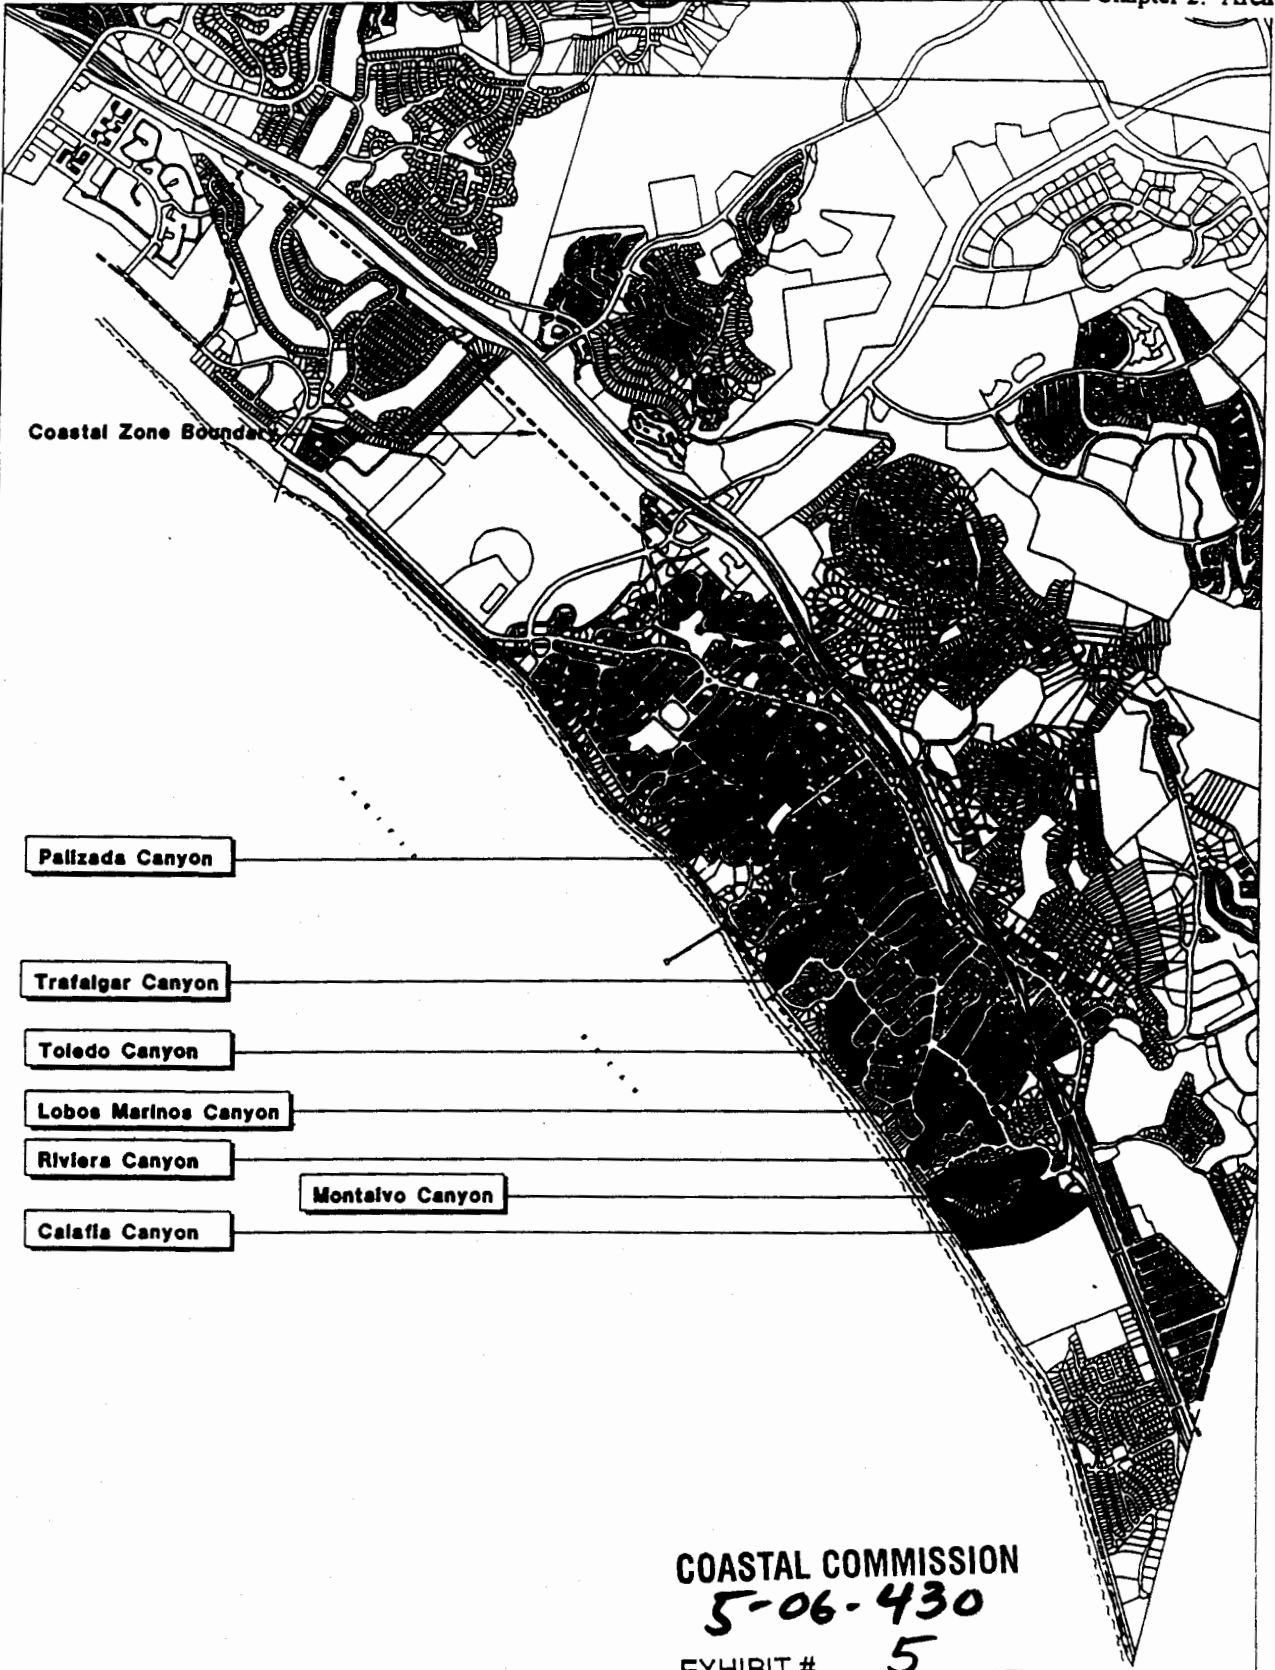 Chapter 2. Area
Coastal Zone Boundary
Palizada Canyon
Trafalgar Canyon
Toledo Canyon
Lobos Marinos Canyon
Riviera Canyon
Montalvo Canyon
Calafia Canyon
COASTAL COMMISSION
5-06-430
EXHIBIT # 5